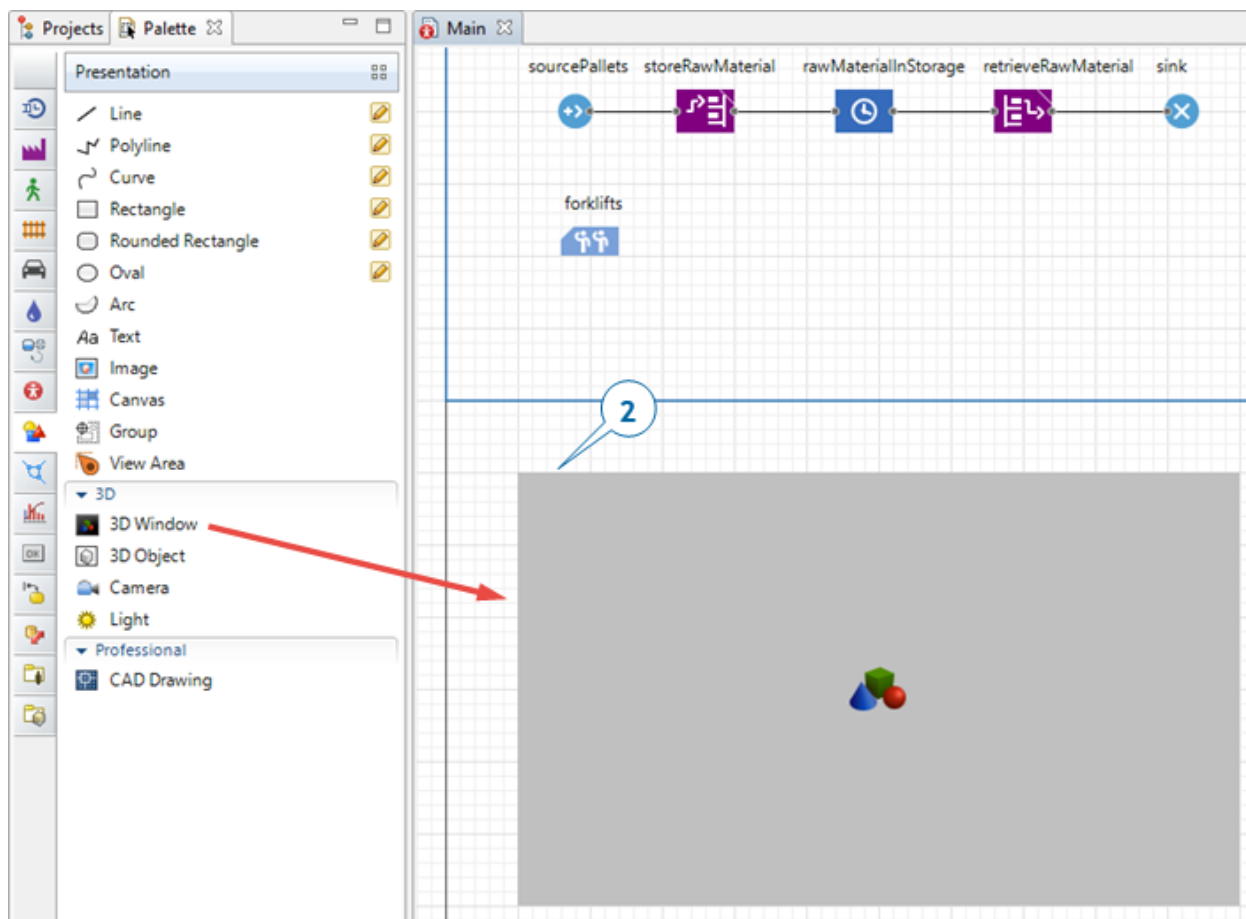 Projects
Palette
Main
Presentation
Line
Polyline
Curve
Rectangle
Rounded Rectangle
Oval
Arc
Aa Text
Image
Canvas
Group
View Area
3D
3D Window
3D Object
Camera
Light
Professional
CAD Drawing
OK
sourcePallets storeRawMaterial rawMaterialInStorage retrieveRawMaterial sink
forklifts
2